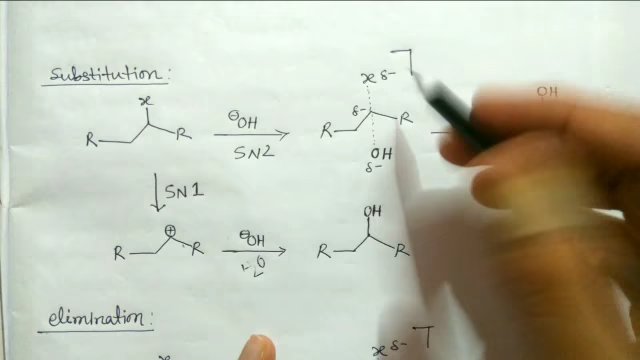 Substitution:
x
R R
⊖OH
SN2
x δ-
δ-
R R
OH
δ-
OH
SN1
⊕
R R
⊖OH
OH
R R
elimination:
x
x δ-